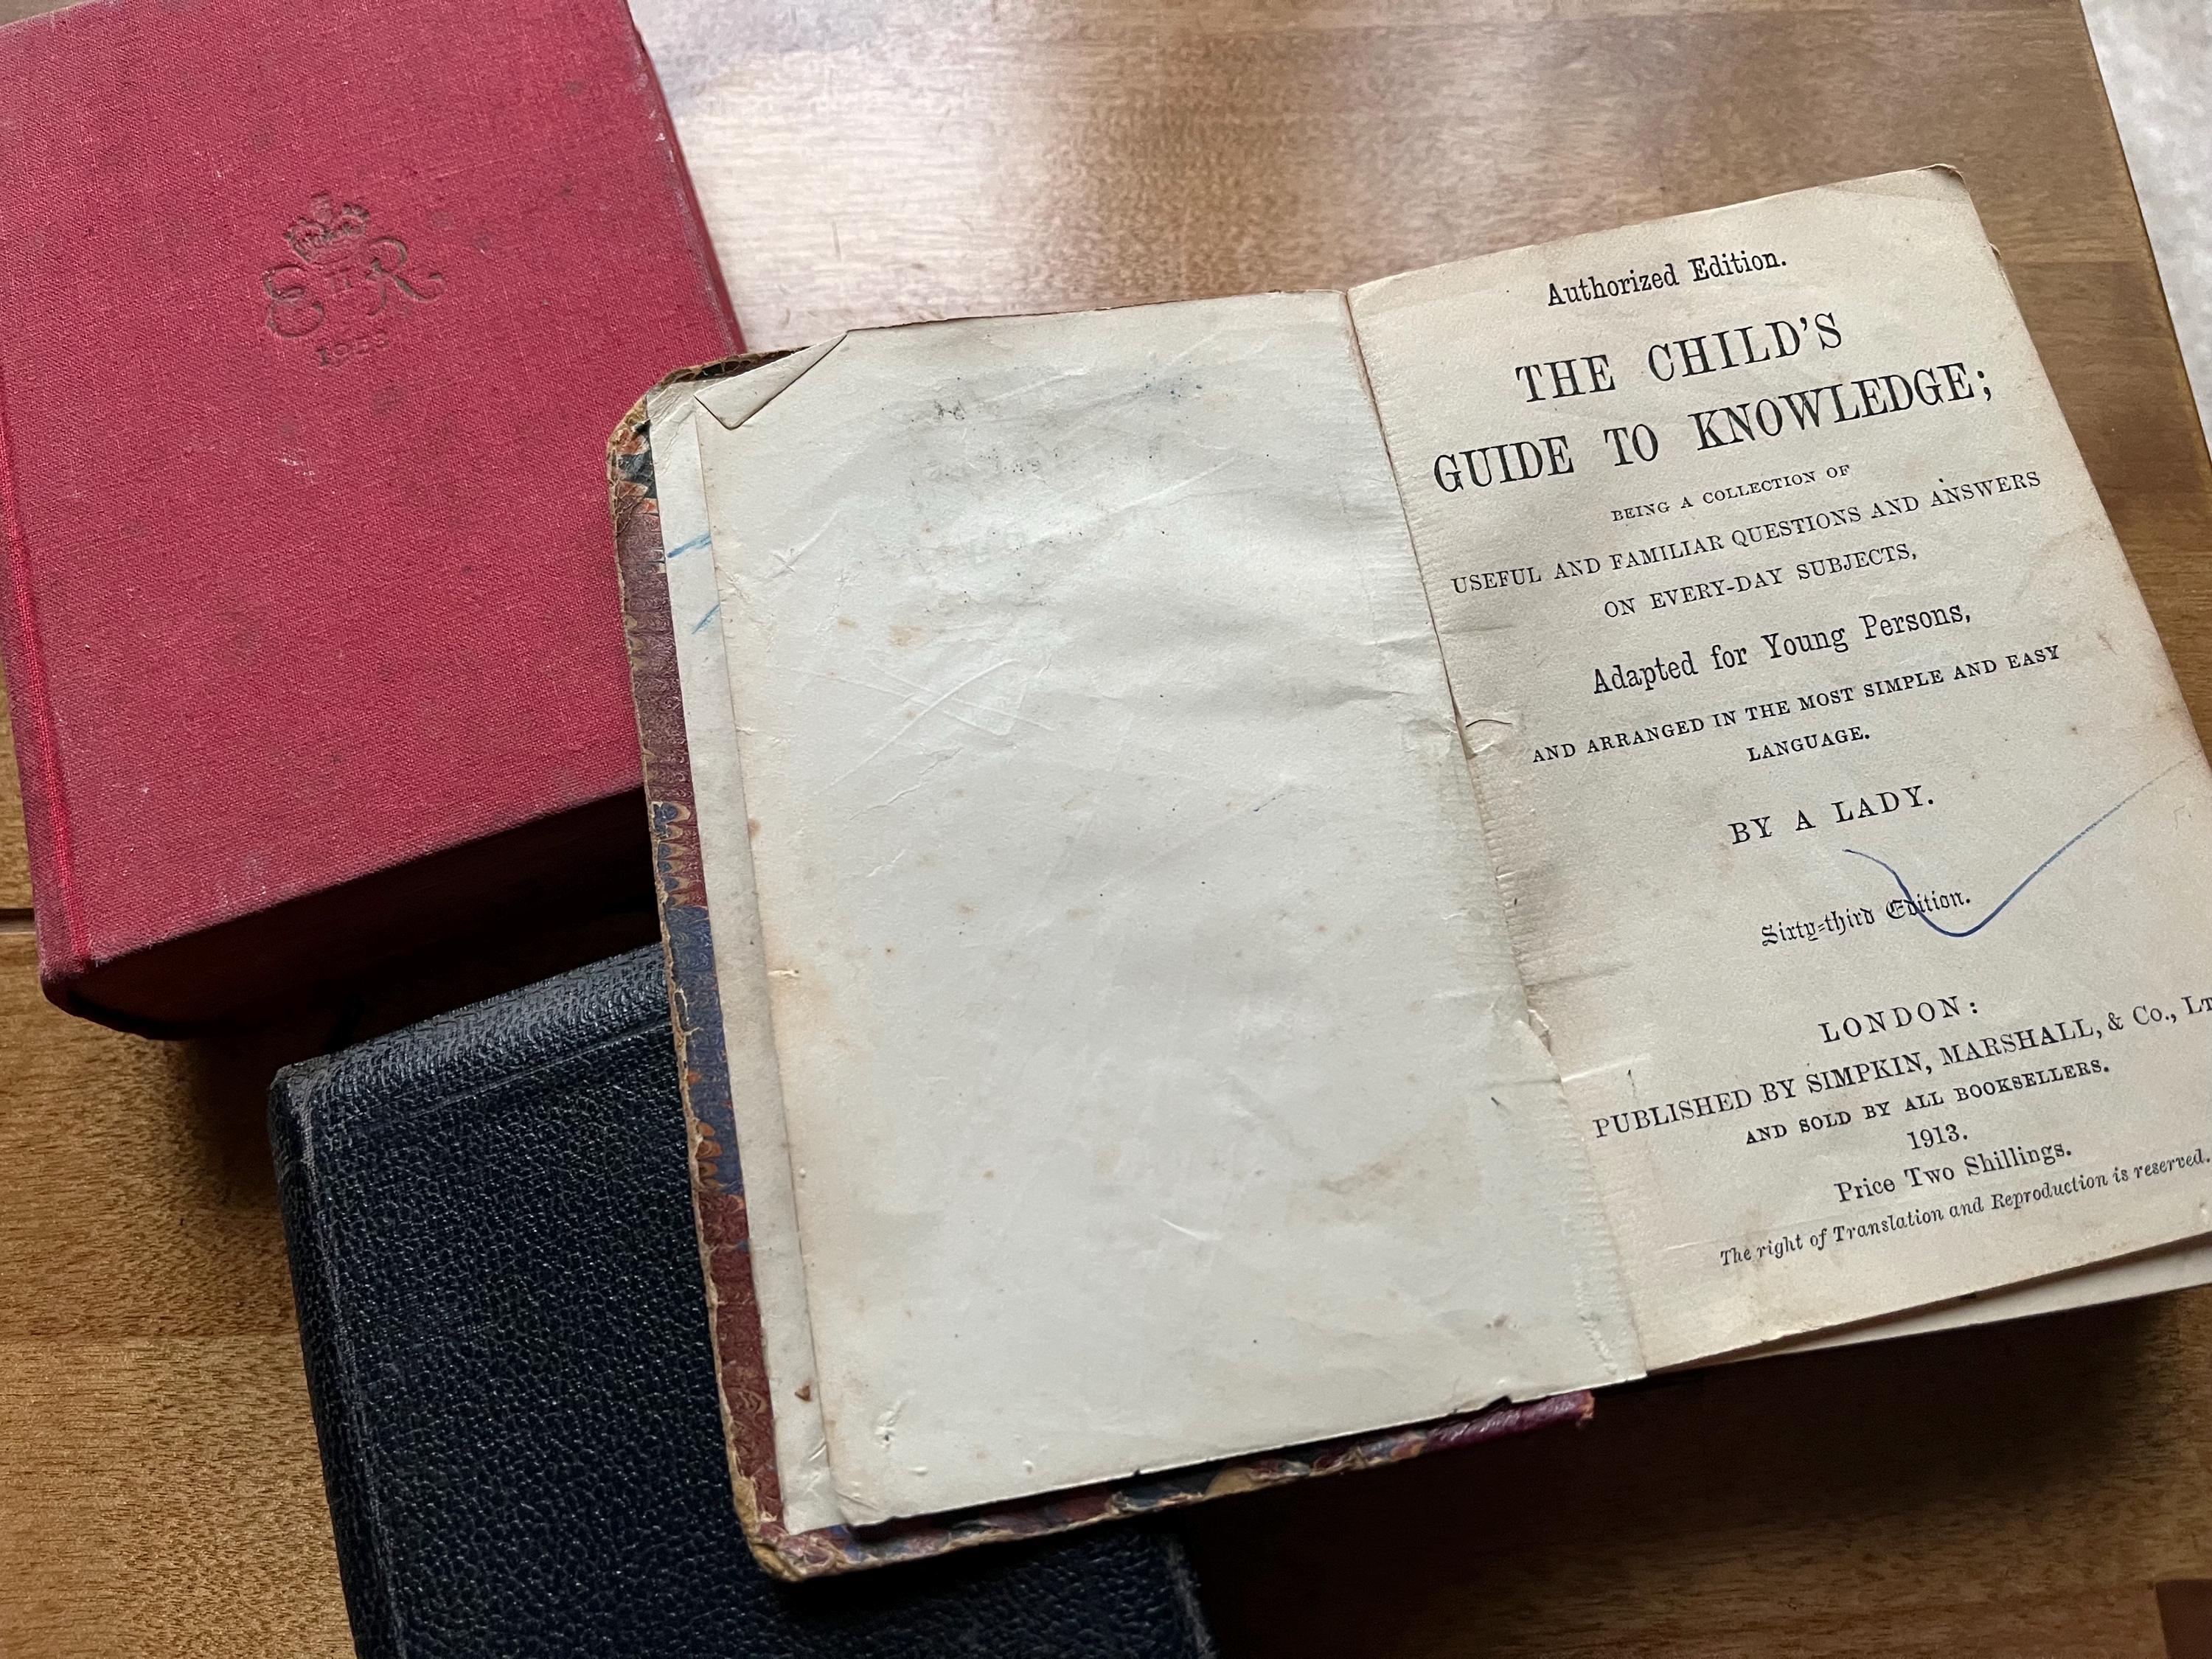 E II R
1953
Authorized Edition.
THE CHILD'S
GUIDE TO KNOWLEDGE;
BEING A COLLECTION OF
USEFUL AND FAMILIAR QUESTIONS AND ANSWERS
ON EVERY-DAY SUBJECTS,
Adapted for Young Persons,
AND ARRANGED IN THE MOST SIMPLE AND EASY
LANGUAGE.
BY A LADY.
Sixty-third Edition.
LONDON:
PUBLISHED BY SIMPKIN, MARSHALL, & Co., LT
AND SOLD BY ALL BOOKSELLERS.
1913.
Price Two Shillings.
The right of Translation and Reproduction is reserved.